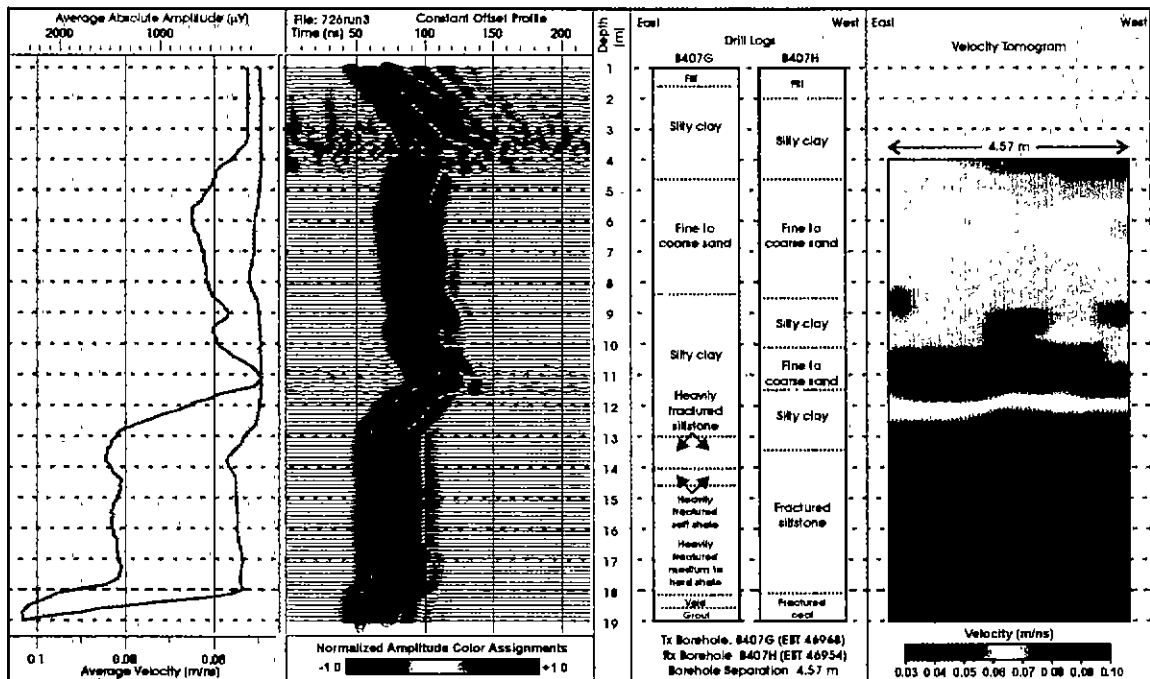 Average Absolute Amplitude (µV)
2000 1000
File: 726run3 Constant Offset Profile
Time (ns) 50 100 150 200
Depth [m]
1
2
3
4
5
6
7
8
9
10
11
12
13
14
15
16
17
18
19
0.1 0.08 0.06
Average Velocity (m/ns)
Normalized Amplitude Color Assignments
-1.0 +1.0
East West
Drill Logs
B407G B407H
Fill
Silty clay
Fine to
coarse sand
Silty clay
Heavily
fractured
siltstone
Heavily
fractured
soft shale
Heavily
fractured
medium to
hard shale
Void
Grout
Fill
Silty clay
Fine to
coarse sand
Silty clay
Fine to
coarse sand
Silty clay
Fractured
siltstone
Fractured
coal
Tx Borehole: B407G (EBT 46968)
Rx Borehole: B407H (EBT 46954)
Borehole Separation 4.57 m
East West
Velocity Tomogram
4.57 m
Velocity (m/ns)
0.03 0.04 0.05 0.06 0.07 0.08 0.09 0.10